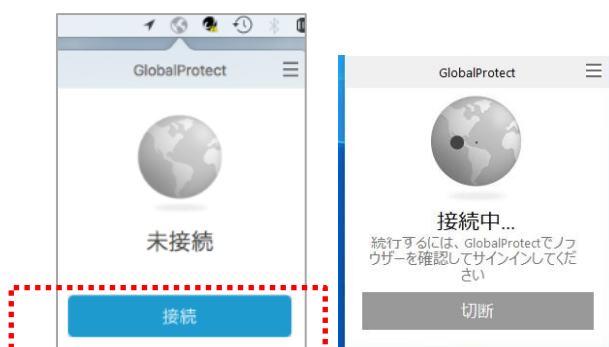 GlobalProtect
未接続
接続
GlobalProtect
接続中...
続行するには、GlobalProtectでブラ
ウザーを確認してサインインしてくだ
さい
切断